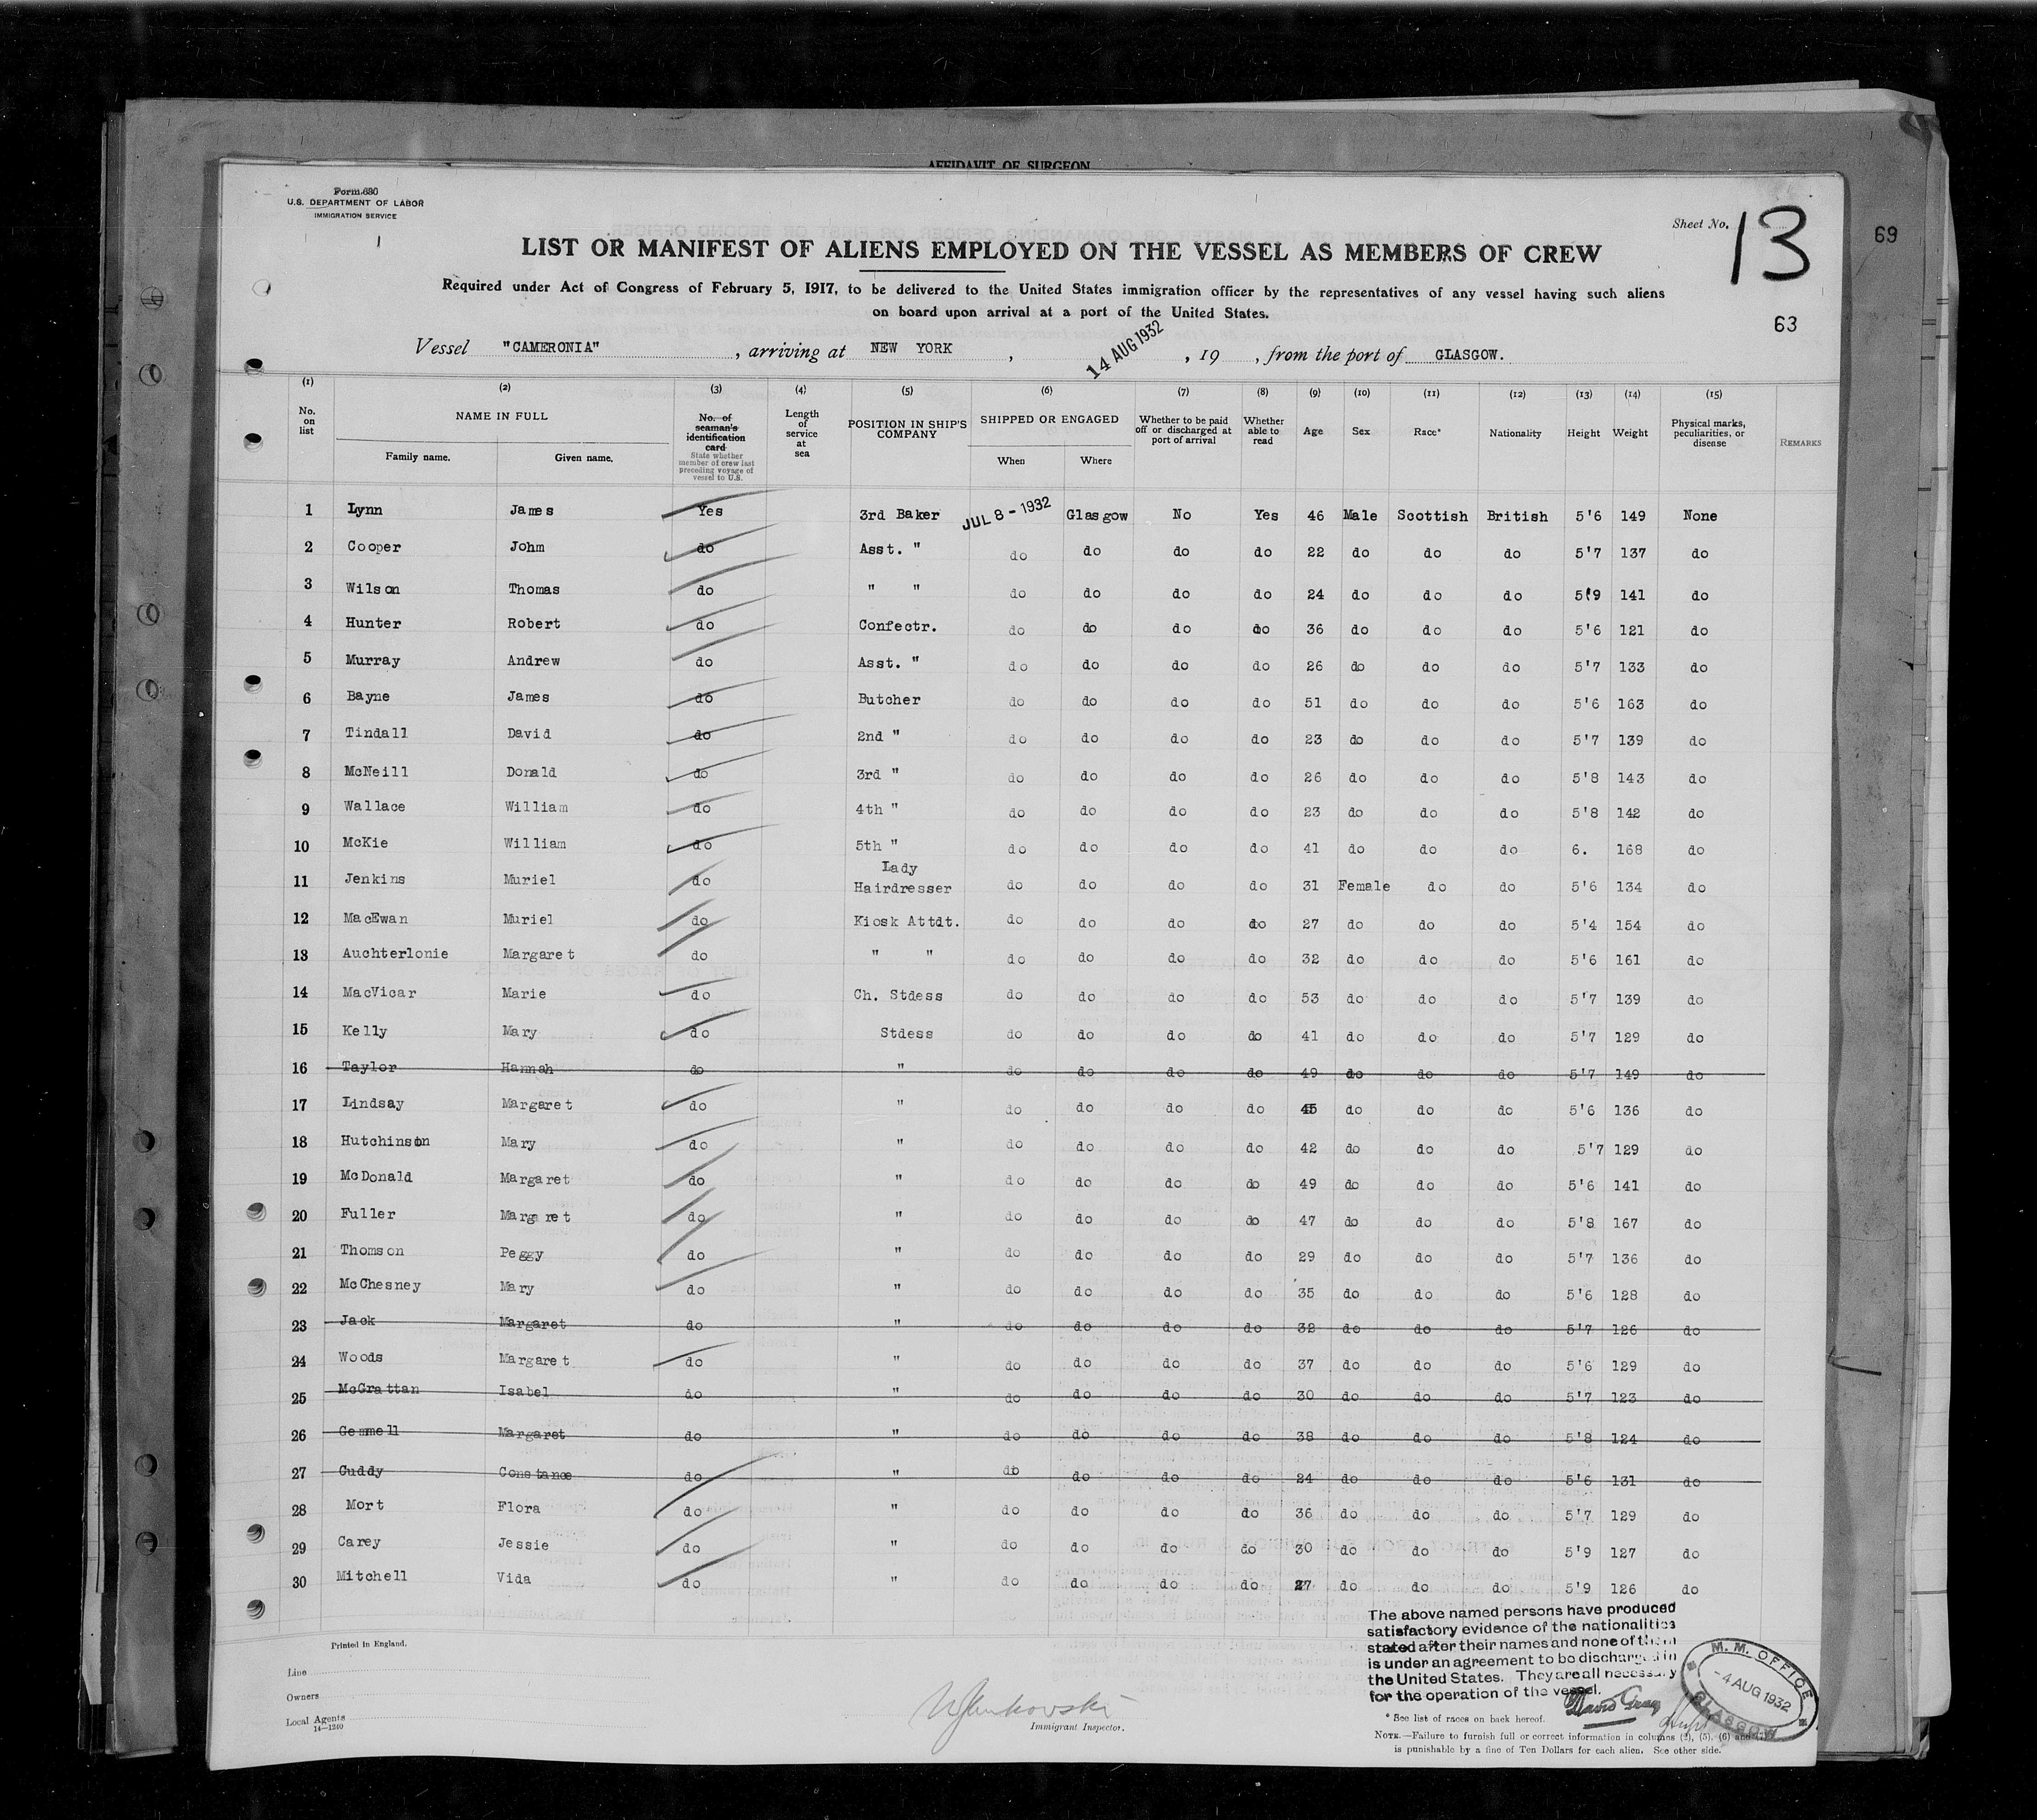 AFFIDAVIT OF SURGEON
Form 680
U.S. DEPARTMENT OF LABOR
IMMIGRATION SERVICE
Sheet No. 13
69
LIST OR MANIFEST OF ALIENS EMPLOYED ON THE VESSEL AS MEMBERS OF CREW
Required under Act of Congress of February 5, 1917, to be delivered to the United States immigration officer by the representatives of any vessel having such aliens
on board upon arrival at a port of the United States.
63
Vessel "CAMERONIA" , arriving at NEW YORK , 14 AUG 1932 , 19 , from the port of GLASGOW.
(1) (2) (3) (4) (5) (6) (7) (8) (9) (10) (11) (12) (13) (14) (15)
No. on list NAME IN FULL Family name. Given name. No. of seaman's identification card State whether member of crew last preceding voyage of vessel to U.S. Length of service at sea POSITION IN SHIP'S COMPANY SHIPPED OR ENGAGED When Where Whether to be paid off or discharged at port of arrival Whether able to read Age Sex Race* Nationality Height Weight Physical marks, peculiarities, or disease REMARKS
1 Lynn James Yes 3rd Baker JUL 8 - 1932 Glasgow No Yes 46 Male Scottish British 5'6 149 None
2 Cooper Johm do Asst. " do do do do 22 do do do 5'7 137 do
3 Wilson Thomas do " " do do do do 24 do do do 5'9 141 do
4 Hunter Robert do Confectr. do do do do 36 do do do 5'6 121 do
5 Murray Andrew do Asst. " do do do do 26 do do do 5'7 133 do
6 Bayne James do Butcher do do do do 51 do do do 5'6 163 do
7 Tindall David do 2nd " do do do do 23 do do do 5'7 139 do
8 McNeill Donald do 3rd " do do do do 26 do do do 5'8 143 do
9 Wallace William do 4th " do do do do 23 do do do 5'8 142 do
10 McKie William do 5th " do do do do 41 do do do 6. 168 do
11 Jenkins Muriel do Lady Hairdresser do do do do 31 Female do do 5'6 134 do
12 MacEwan Muriel do Kiosk Attdt. do do do do 27 do do do 5'4 154 do
13 Auchterlonie Margaret do " " do do do do 32 do do do 5'6 161 do
14 MacVicar Marie do Ch. Stdess do do do do 53 do do do 5'7 139 do
15 Kelly Mary do Stdess do do do do 41 do do do 5'7 129 do
16 Taylor Hannah do " do do do do 49 do do do 5'7 149 do
17 Lindsay Margaret do " do do do do 45 do do do 5'6 136 do
18 Hutchinson Mary do " do do do do 42 do do do 5'7 129 do
19 McDonald Margaret do " do do do do 49 do do do 5'6 141 do
20 Fuller Margaret do " do do do do 47 do do do 5'8 167 do
21 Thomson Peggy do " do do do do 29 do do do 5'7 136 do
22 McChesney Mary do " do do do do 35 do do do 5'6 128 do
23 Jack Margaret do " do do do do 32 do do do 5'7 126 do
24 Woods Margaret do " do do do do 37 do do do 5'6 129 do
25 McGrattan Isabel do " do do do do 30 do do do 5'7 123 do
26 Gemmell Margaret do " do do do do 38 do do do 5'8 124 do
27 Cuddy Constance do " do do do do 24 do do do 5'6 131 do
28 Mort Flora do " do do do do 36 do do do 5'7 129 do
29 Carey Jessie do " do do do do 30 do do do 5'9 127 do
30 Mitchell Vida do " do do do do 27 do do do 5'9 126 do
The above named persons have produced
satisfactory evidence of the nationalities
stated after their names and none of them
is under an agreement to be discharged in
the United States. They are all necessary
for the operation of the vessel.
M. M. OFFICE
- 4 AUG 1932
GLASGOW
Printed in England.
Line
Owners
Local Agents
14—1240
Immigrant Inspector.
David Gray
* See list of races on back hereof.
NOTE.—Failure to furnish full or correct information in columns (2), (5), (6) and (7)
is punishable by a fine of Ten Dollars for each alien. See other side.